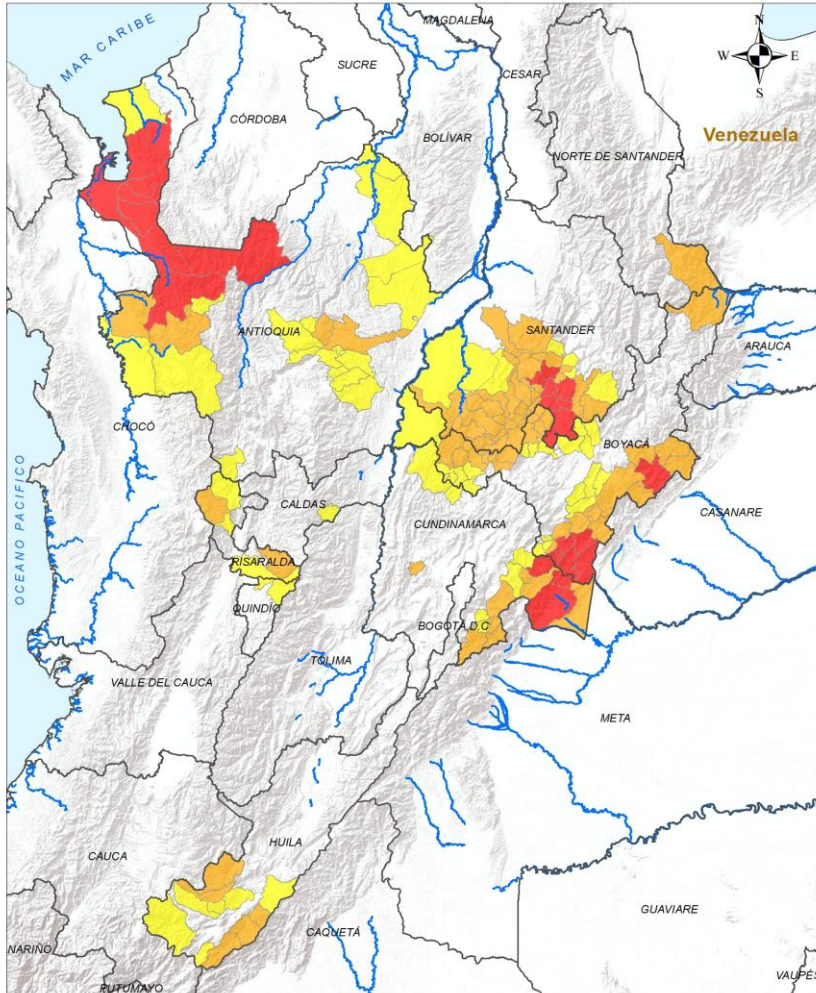 MAR CARIBE
MAGDALENA
N
W
E
S
SUCRE
CESAR
CÓRDOBA
BOLÍVAR
Venezuela
NORTE DE SANTANDER
ANTIOQUIA
SANTANDER
ARAUCA
CHOCÓ
BOYACÁ
OCEANO PACIFICO
CALDAS
CUNDINAMARCA
CASANARE
RISARALDA
QUINDÍO
BOGOTÁ D.C
TOLIMA
VALLE DEL CAUCA
META
HUILA
CAUCA
GUAVIARE
CAQUETÁ
NARIÑO
PUTUMAYO
VAUPÉS